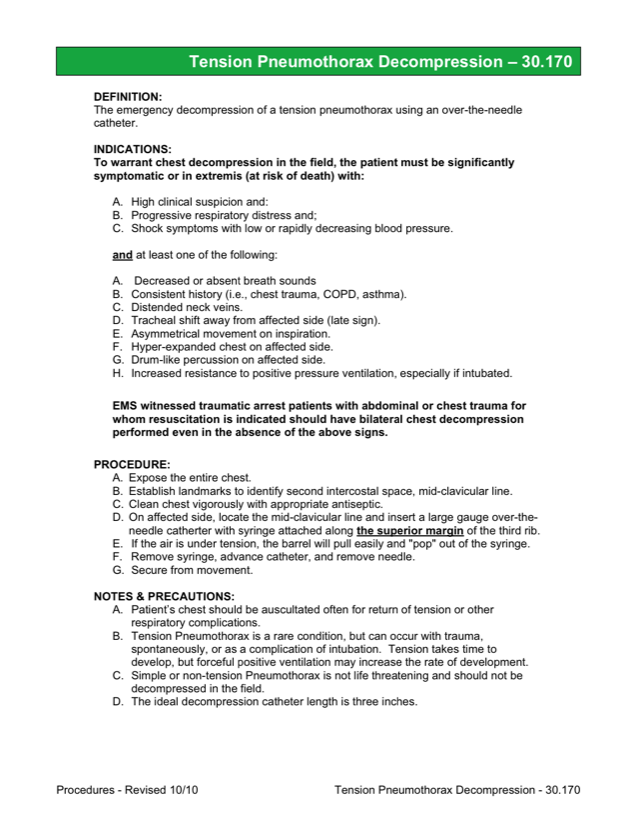 Tension Pneumothorax Decompression – 30.170
DEFINITION:
The emergency decompression of a tension pneumothorax using an over-the-needle
catheter.
INDICATIONS:
To warrant chest decompression in the field, the patient must be significantly
symptomatic or in extremis (at risk of death) with:
A. High clinical suspicion and:
B. Progressive respiratory distress and;
C. Shock symptoms with low or rapidly decreasing blood pressure.
and at least one of the following:
A. Decreased or absent breath sounds
B. Consistent history (i.e., chest trauma, COPD, asthma).
C. Distended neck veins.
D. Tracheal shift away from affected side (late sign).
E. Asymmetrical movement on inspiration.
F. Hyper-expanded chest on affected side.
G. Drum-like percussion on affected side.
H. Increased resistance to positive pressure ventilation, especially if intubated.
EMS witnessed traumatic arrest patients with abdominal or chest trauma for
whom resuscitation is indicated should have bilateral chest decompression
performed even in the absence of the above signs.
PROCEDURE:
A. Expose the entire chest.
B. Establish landmarks to identify second intercostal space, mid-clavicular line.
C. Clean chest vigorously with appropriate antiseptic.
D. On affected side, locate the mid-clavicular line and insert a large gauge over-the-
needle catherter with syringe attached along the superior margin of the third rib.
E. If the air is under tension, the barrel will pull easily and "pop" out of the syringe.
F. Remove syringe, advance catheter, and remove needle.
G. Secure from movement.
NOTES & PRECAUTIONS:
A. Patient's chest should be auscultated often for return of tension or other
respiratory complications.
B. Tension Pneumothorax is a rare condition, but can occur with trauma,
spontaneously, or as a complication of intubation. Tension takes time to
develop, but forceful positive ventilation may increase the rate of development.
C. Simple or non-tension Pneumothorax is not life threatening and should not be
decompressed in the field.
D. The ideal decompression catheter length is three inches.
Procedures - Revised 10/10
Tension Pneumothorax Decompression - 30.170